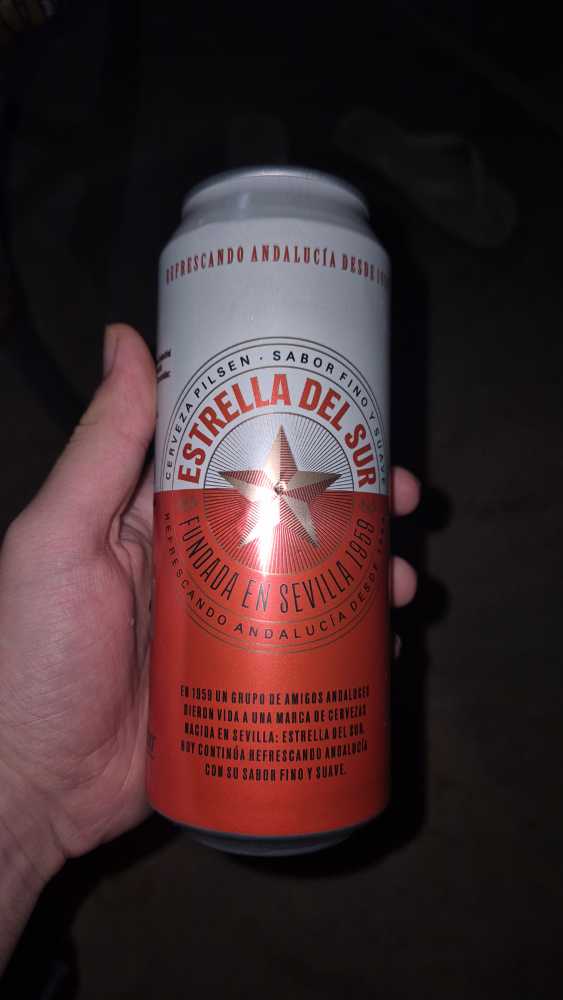 REFRESCANDO ANDALUCÍA DESDE
CERVEZA PILSEN · SABOR FINO Y SUAVE
ESTRELLA DEL SUR
FUNDADA EN SEVILLA 1959
REFRESCANDO ANDALUCÍA DESDE
EN 1959 UN GRUPO DE AMIGOS ANDALUCES
DIERON VIDA A UNA MARCA DE CERVEZAS
NACIDA EN SEVILLA: ESTRELLA DEL SUR.
HOY CONTINÚA REFRESCANDO ANDALUCÍA
CON SU SABOR FINO Y SUAVE.